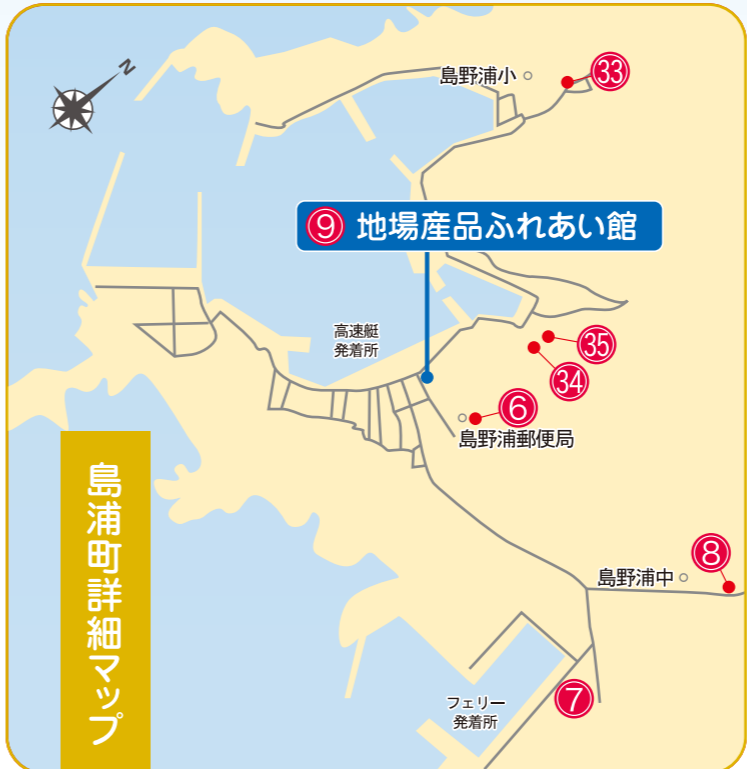 N
島野浦小
㉝
⑨ 地場産品ふれあい館
高速艇
発着所
㉟
㉞
⑥
島野浦郵便局
島浦町詳細マップ
⑧
島野浦中
⑦
フェリー
発着所